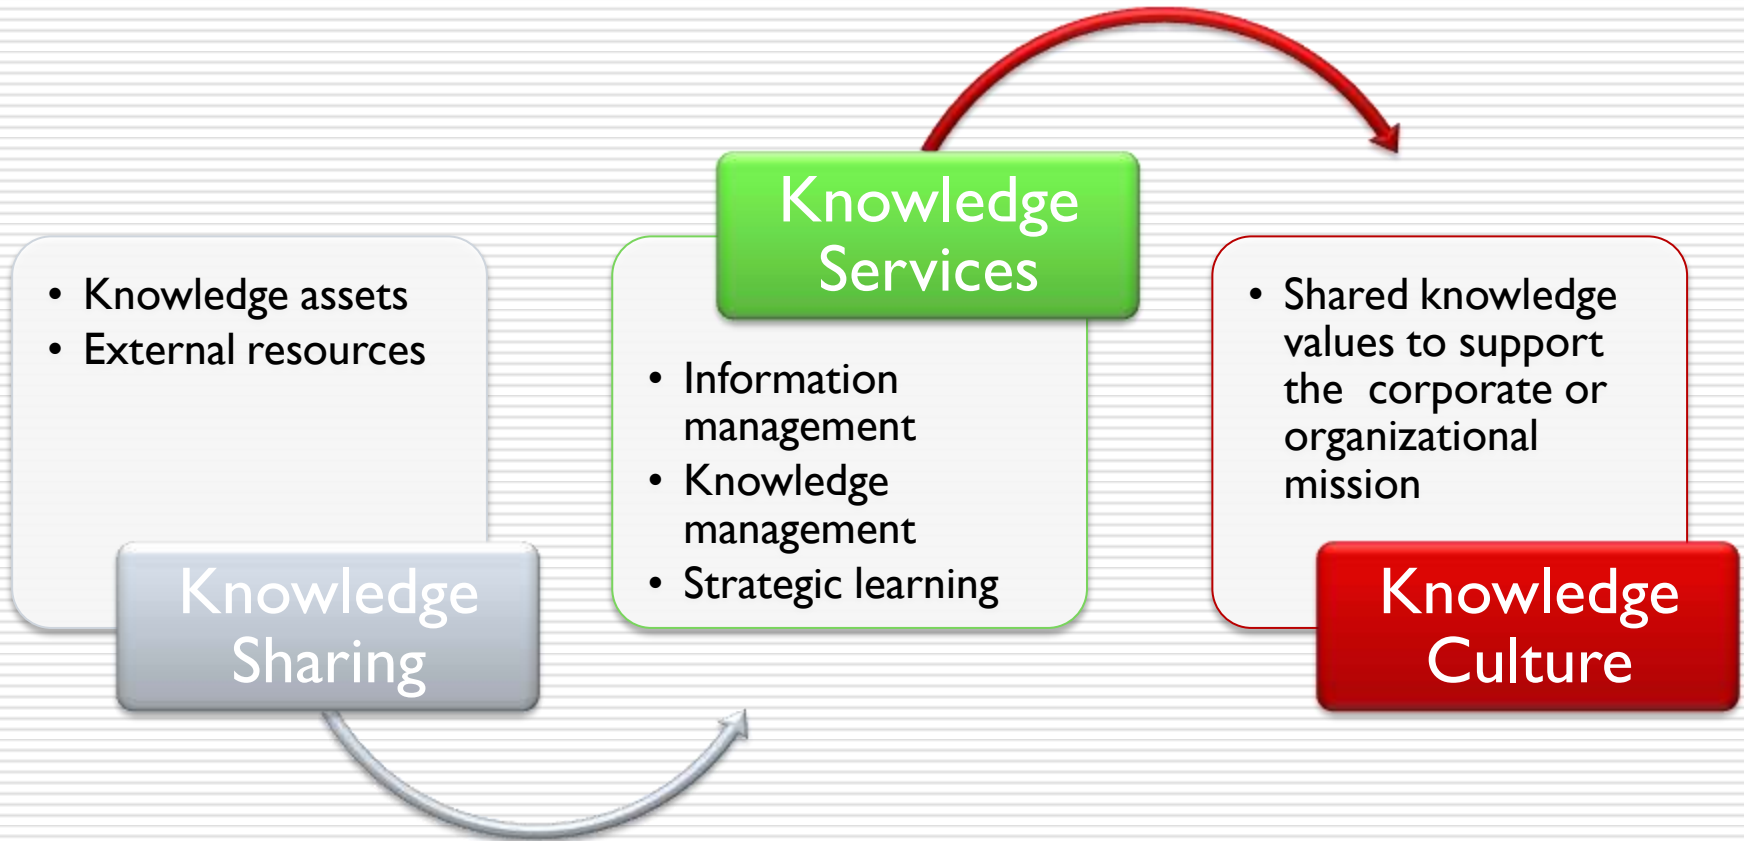 • Knowledge assets
• External resources
Knowledge
Sharing
Knowledge
Services
• Information
management
• Knowledge
management
• Strategic learning
• Shared knowledge
values to support
the  corporate or
organizational
mission
Knowledge
Culture